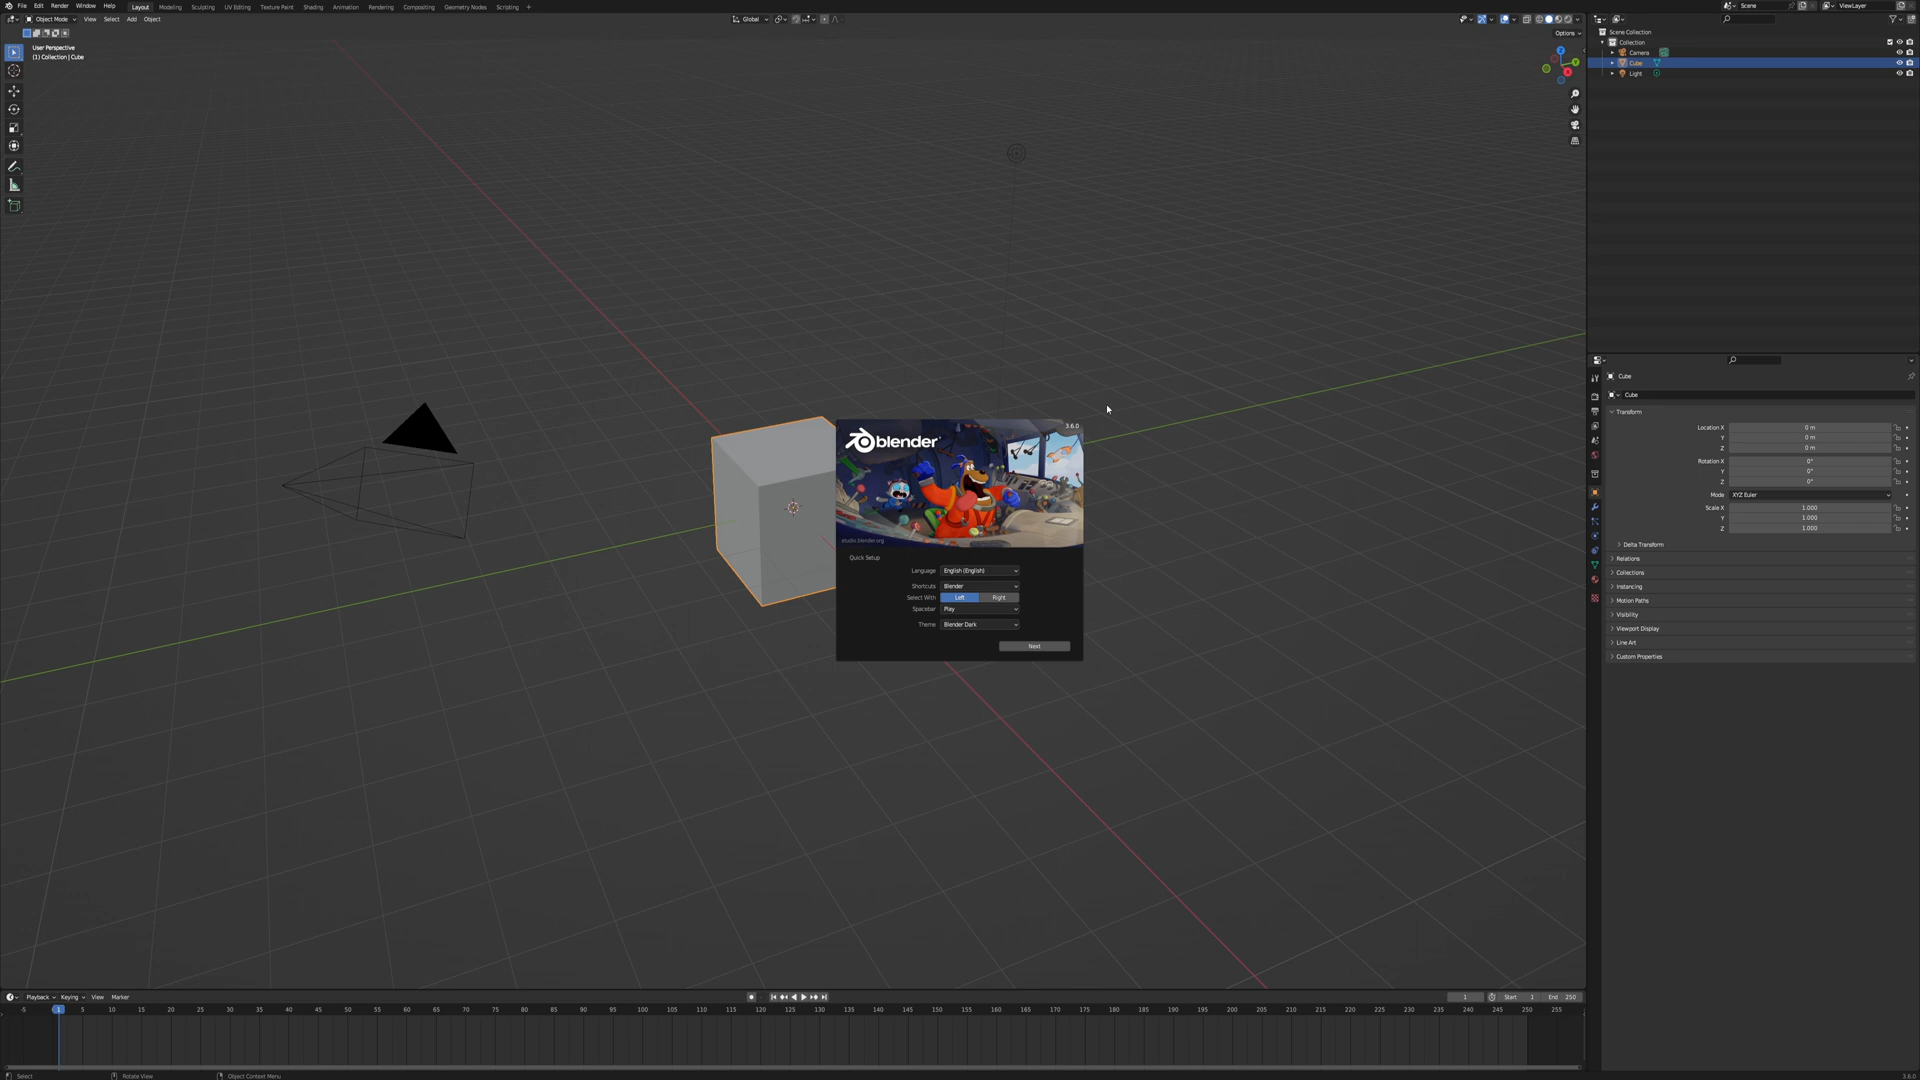 File Edit Render Window Help Layout Modeling Sculpting UV Editing Texture Paint Shading Animation Rendering Compositing Geometry Nodes Scripting + Scene ViewLayer
Object Mode View Select Add Object Global
Options
User Perspective
(1) Collection | Cube
Z
Y
X
Scene Collection
Collection
Camera
Cube
Light
3.6.0
blender
studio.blender.org
Quick Setup
Language English (English)
Shortcuts Blender
Select With Left Right
Spacebar Play
Theme Blender Dark
Next
Cube
Cube
Transform
Location X 0 m
Y 0 m
Z 0 m
Rotation X 0°
Y 0°
Z 0°
Mode XYZ Euler
Scale X 1.000
Y 1.000
Z 1.000
Delta Transform
Relations
Collections
Instancing
Motion Paths
Visibility
Viewport Display
Line Art
Custom Properties
Playback Keying View Marker 1 Start 1 End 250
-5 1 5 10 15 20 25 30 35 40 45 50 55 60 65 70 75 80 85 90 95 100 105 110 115 120 125 130 135 140 145 150 155 160 165 170 175 180 185 190 195 200 205 210 215 220 225 230 235 240 245 250 255
Select Rotate View Object Context Menu 3.6.0